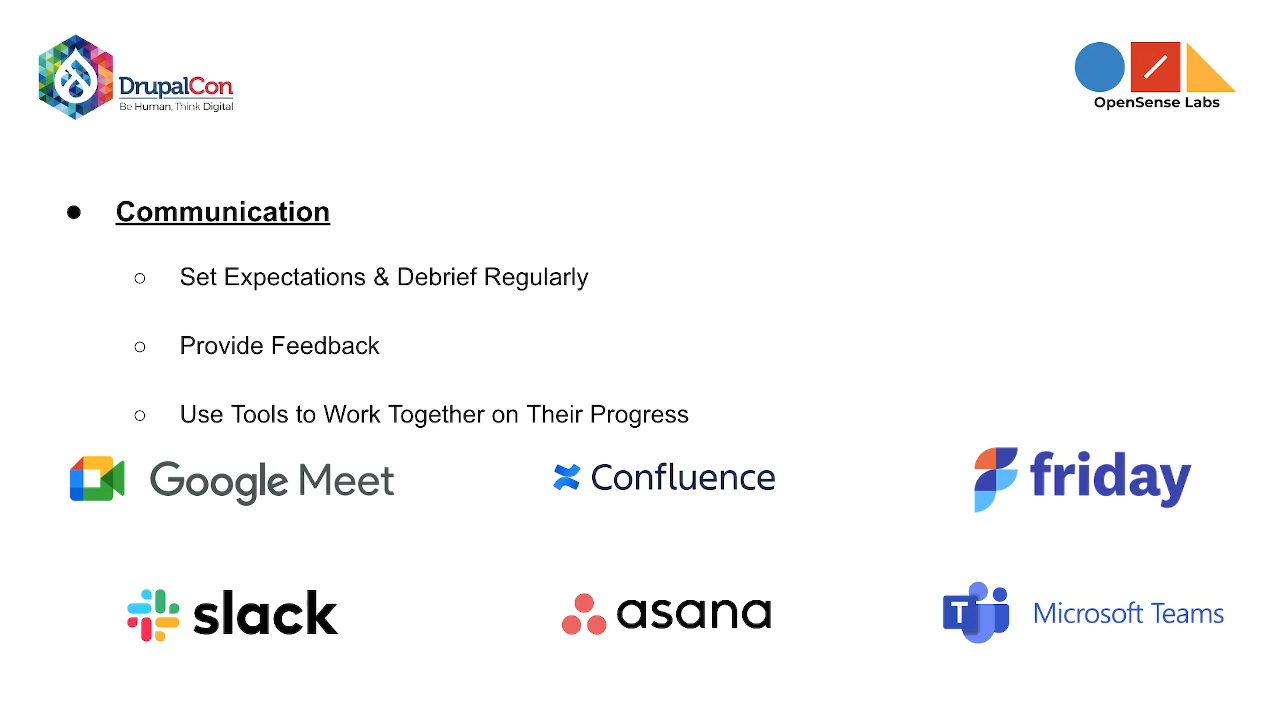 DrupalCon
Be Human, Think Digital
OpenSense Labs
● Communication
○ Set Expectations & Debrief Regularly
○ Provide Feedback
○ Use Tools to Work Together on Their Progress
Google Meet
Confluence
friday
slack
asana
T Microsoft Teams